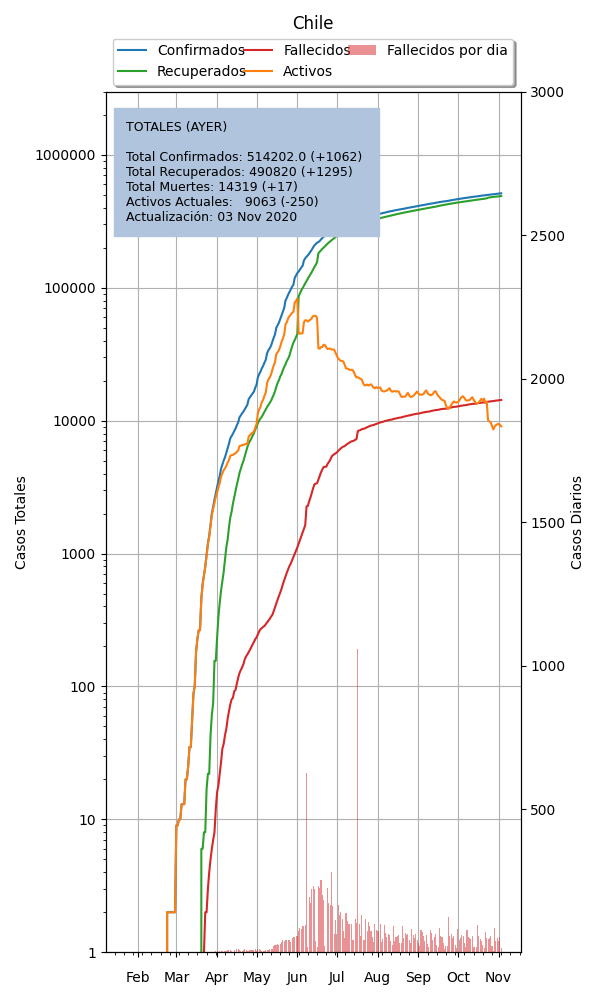 Chile
Confirmados
Recuperados
Fallecidos
Activos
Fallecidos por dia
TOTALES (AYER)
Total Confirmados: 514202.0 (+1062)
Total Recuperados: 490820 (+1295)
Total Muertes: 14319 (+17)
Activos Actuales: 9063 (-250)
Actualización: 03 Nov 2020
Casos Totales
1000000
100000
10000
1000
100
10
1
Casos Diarios
3000
2500
2000
1500
1000
500
Feb Mar Apr May Jun Jul Aug Sep Oct Nov